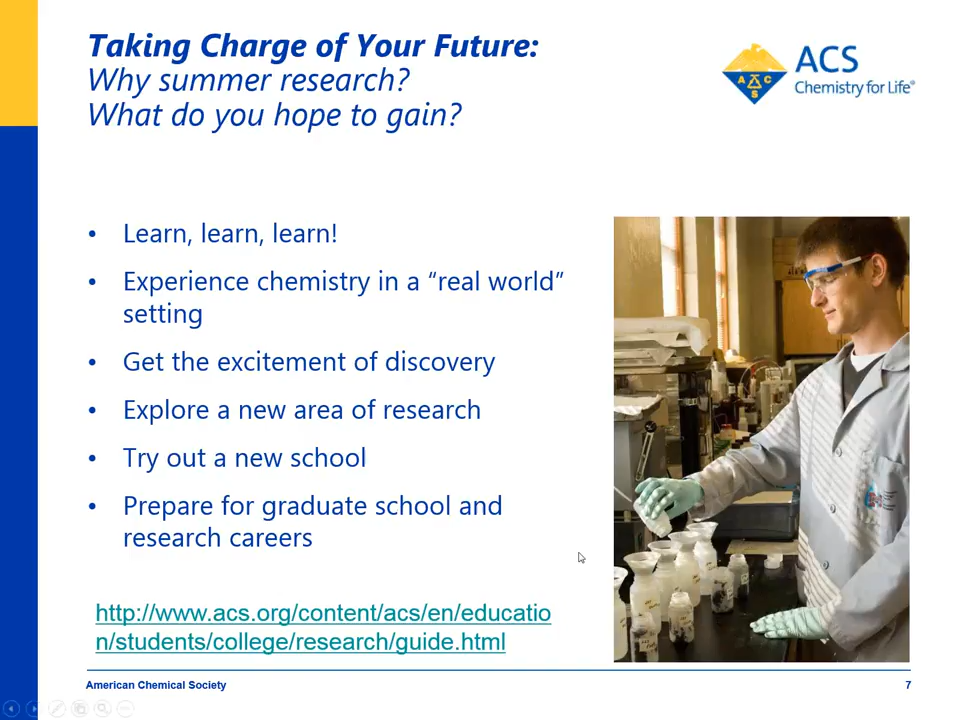 Taking Charge of Your Future:
Why summer research?
What do you hope to gain?
ACS
Chemistry for Life®
A C
S
• Learn, learn, learn!
• Experience chemistry in a “real world”
setting
• Get the excitement of discovery
• Explore a new area of research
• Try out a new school
• Prepare for graduate school and
research careers
http://www.acs.org/content/acs/en/educatio
n/students/college/research/guide.html
American Chemical Society
7